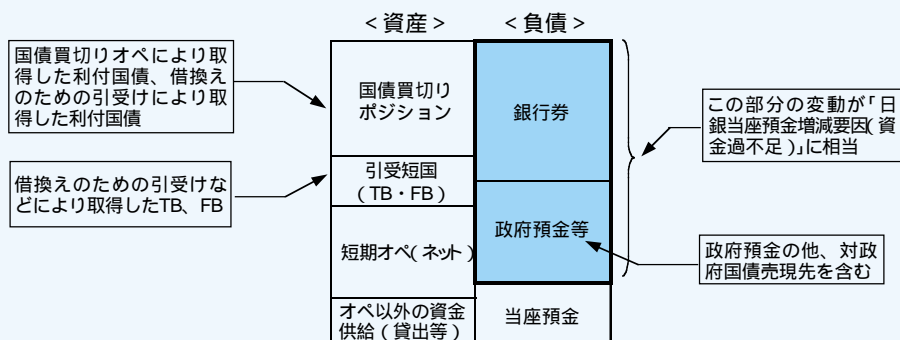 ＜資産＞
＜負債＞
国債買切りオペにより取
得した利付国債、借換え
のための引受けにより取
得した利付国債
借換えのための引受けな
どにより取得したTB、FB
国債買切り
ポジション
引受短国
（TB・FB）
短期オペ（ネット）
オペ以外の資金
供給（貸出等）
銀行券
政府預金等
当座預金
この部分の変動が「日
銀当座預金増減要因（資
金過不足）」に相当
政府預金の他、対政
府国債売現先を含む